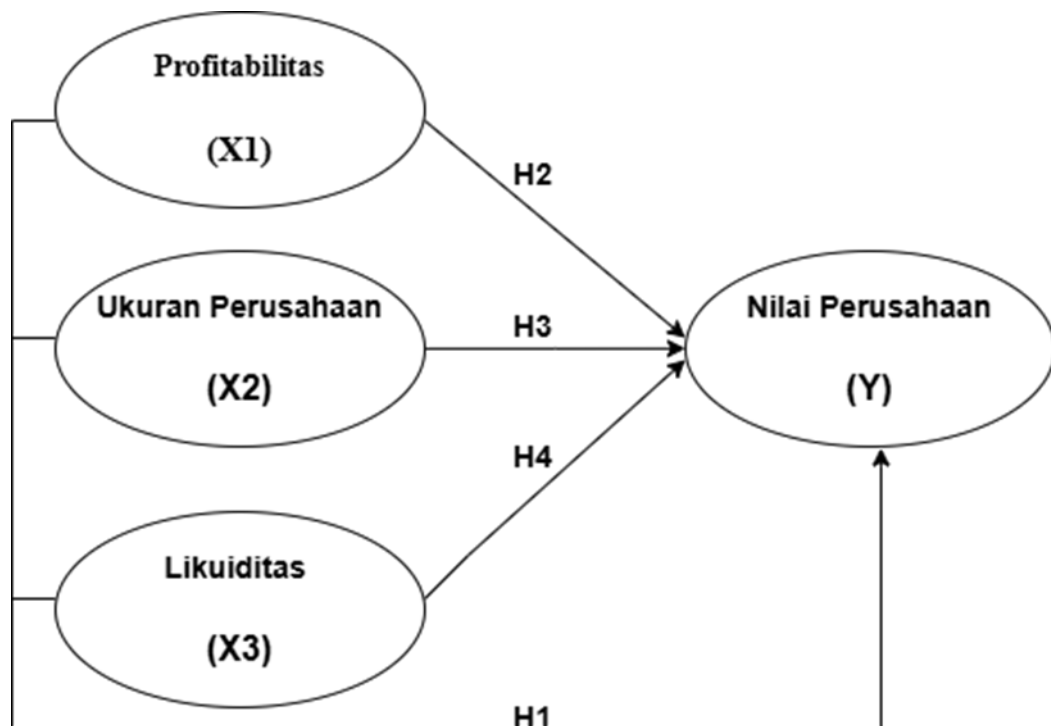 Profitabilitas
(X1)
H2
Ukuran Perusahaan
(X2)
H3
Nilai Perusahaan
(Y)
H4
Likuiditas
(X3)
H1